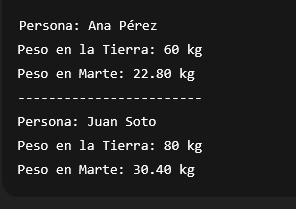 Persona: Ana Pérez
Peso en la Tierra: 60 kg
Peso en Marte: 22.80 kg
------------------------
Persona: Juan Soto
Peso en la Tierra: 80 kg
Peso en Marte: 30.40 kg